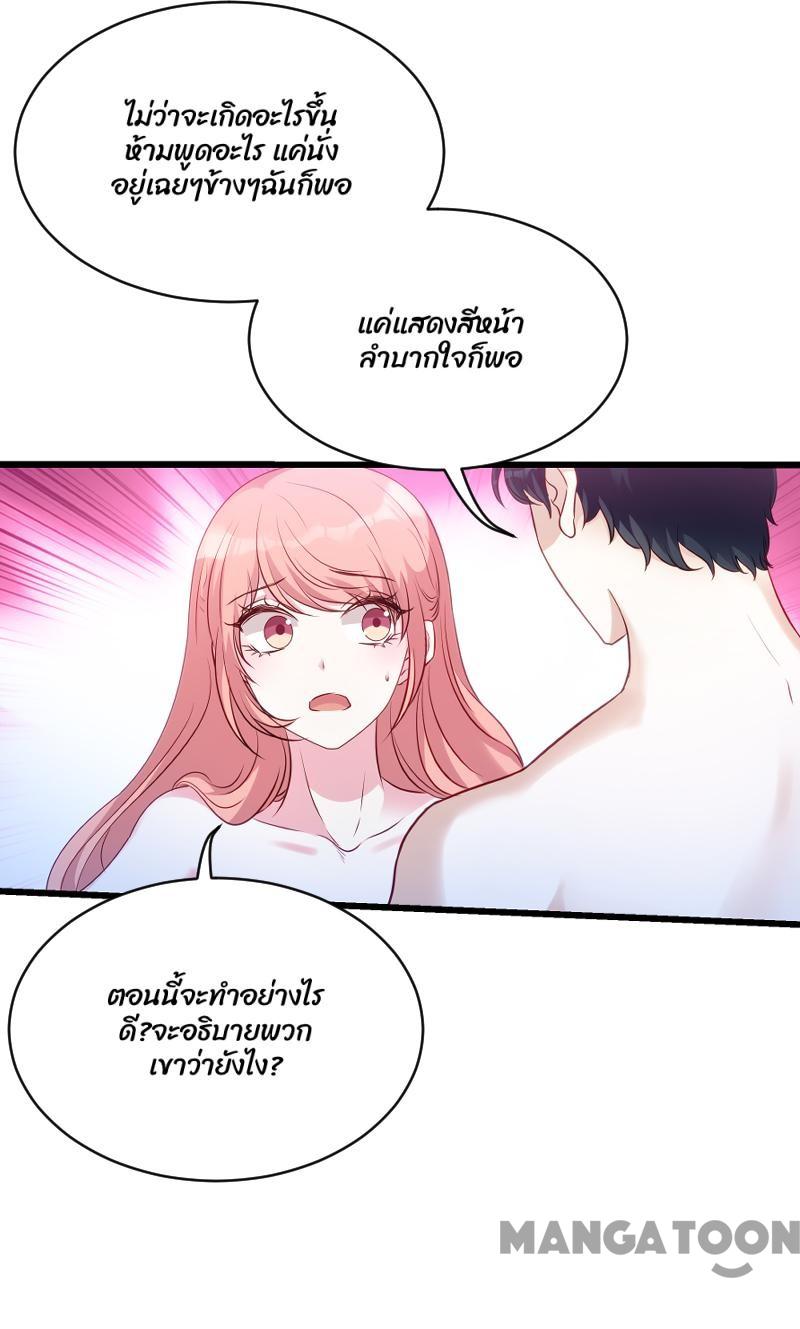 ไม่ว่าจะเกิดอะไรขึ้น
ห้ามพูดอะไร แค่นั่ง
อยู่เฉยๆข้างๆฉันก็พอ
แค่แสดงสีหน้า
ลำบากใจก็พอ
ตอนนี้จะทำอย่างไร
ดี?จะอธิบายพวก
เขาว่ายังไง?
MANGATOON